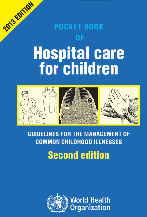 2013 EDITION
POCKET BOOK
OF
Hospital care
for children
GUIDELINES FOR THE MANAGEMENT OF
COMMON CHILDHOOD ILLNESSES
Second edition
World Health
Organization